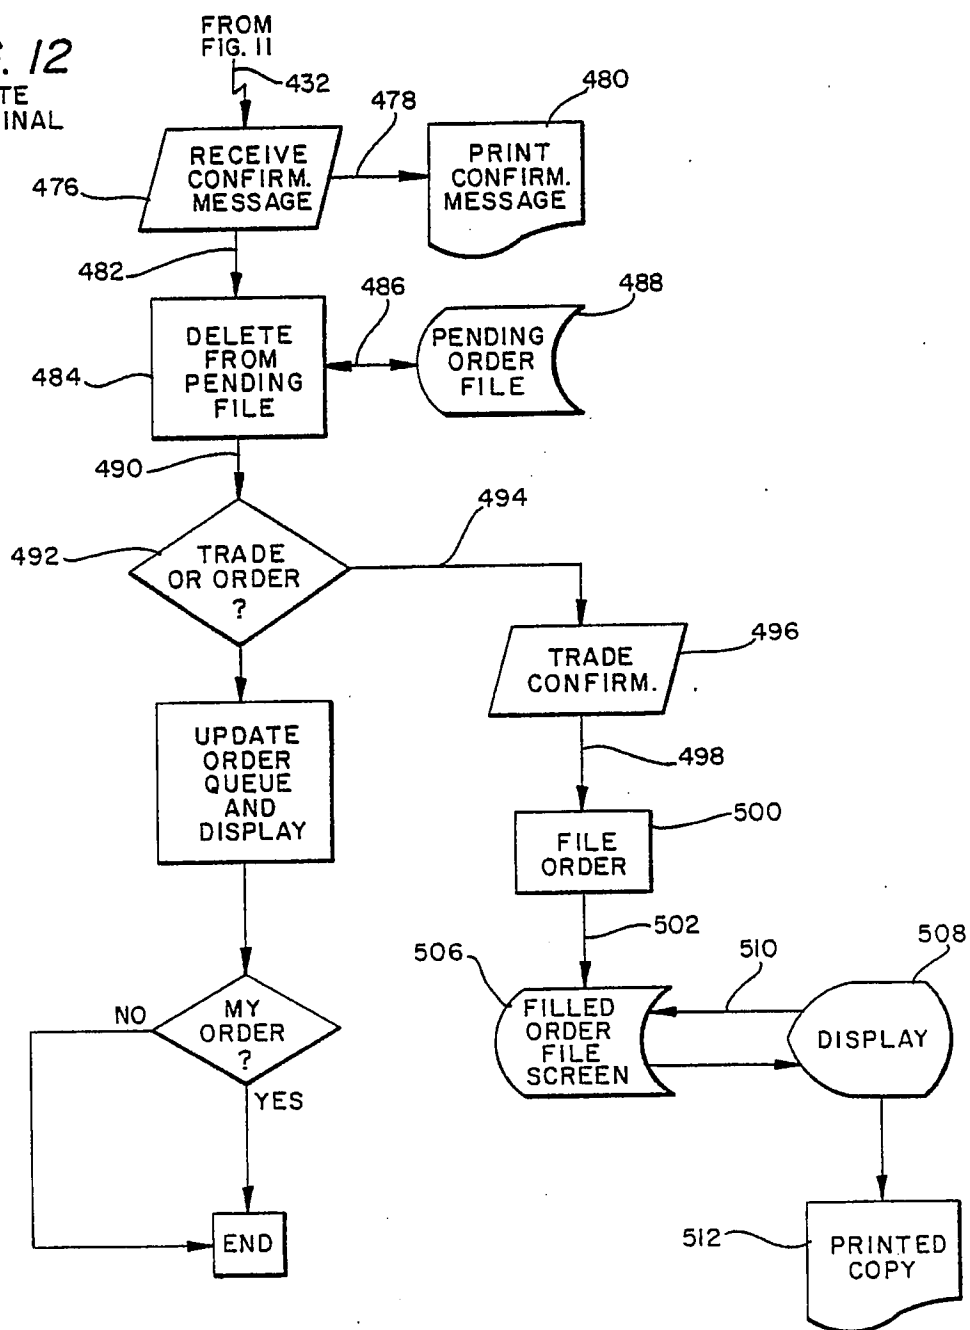 FROM
FIG. 11
. 12
TE
INAL
432
478
480
RECEIVE
CONFIRM.
MESSAGE
PRINT
CONFIRM.
MESSAGE
476
482
486
488
DELETE
FROM
PENDING
FILE
PENDING
ORDER
FILE
484
490
494
492
TRADE
OR ORDER
?
496
TRADE
CONFIRM.
UPDATE
ORDER
QUEUE
AND
DISPLAY
498
500
FILE
ORDER
502
506
510
508
NO
MY
ORDER
?
YES
FILLED
ORDER
FILE
SCREEN
DISPLAY
END
512
PRINTED
COPY